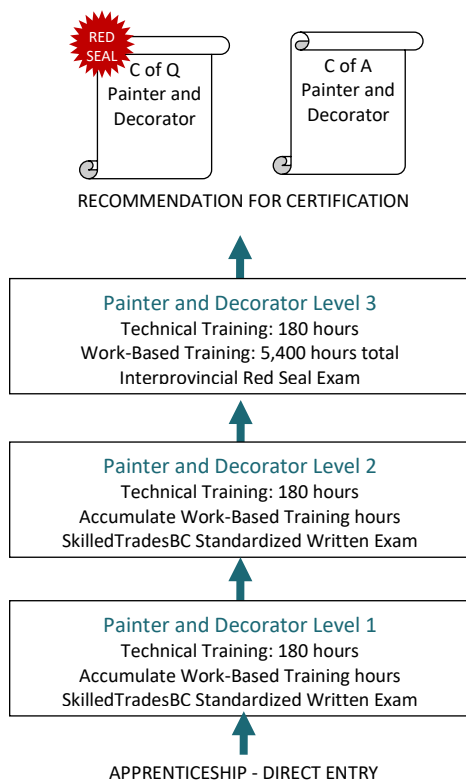 RED
SEAL
C of Q
Painter and
Decorator
C of A
Painter and
Decorator
RECOMMENDATION FOR CERTIFICATION
Painter and Decorator Level 3
Technical Training: 180 hours
Work-Based Training: 5,400 hours total
Interprovincial Red Seal Exam
Painter and Decorator Level 2
Technical Training: 180 hours
Accumulate Work-Based Training hours
SkilledTradesBC Standardized Written Exam
Painter and Decorator Level 1
Technical Training: 180 hours
Accumulate Work-Based Training hours
SkilledTradesBC Standardized Written Exam
APPRENTICESHIP - DIRECT ENTRY